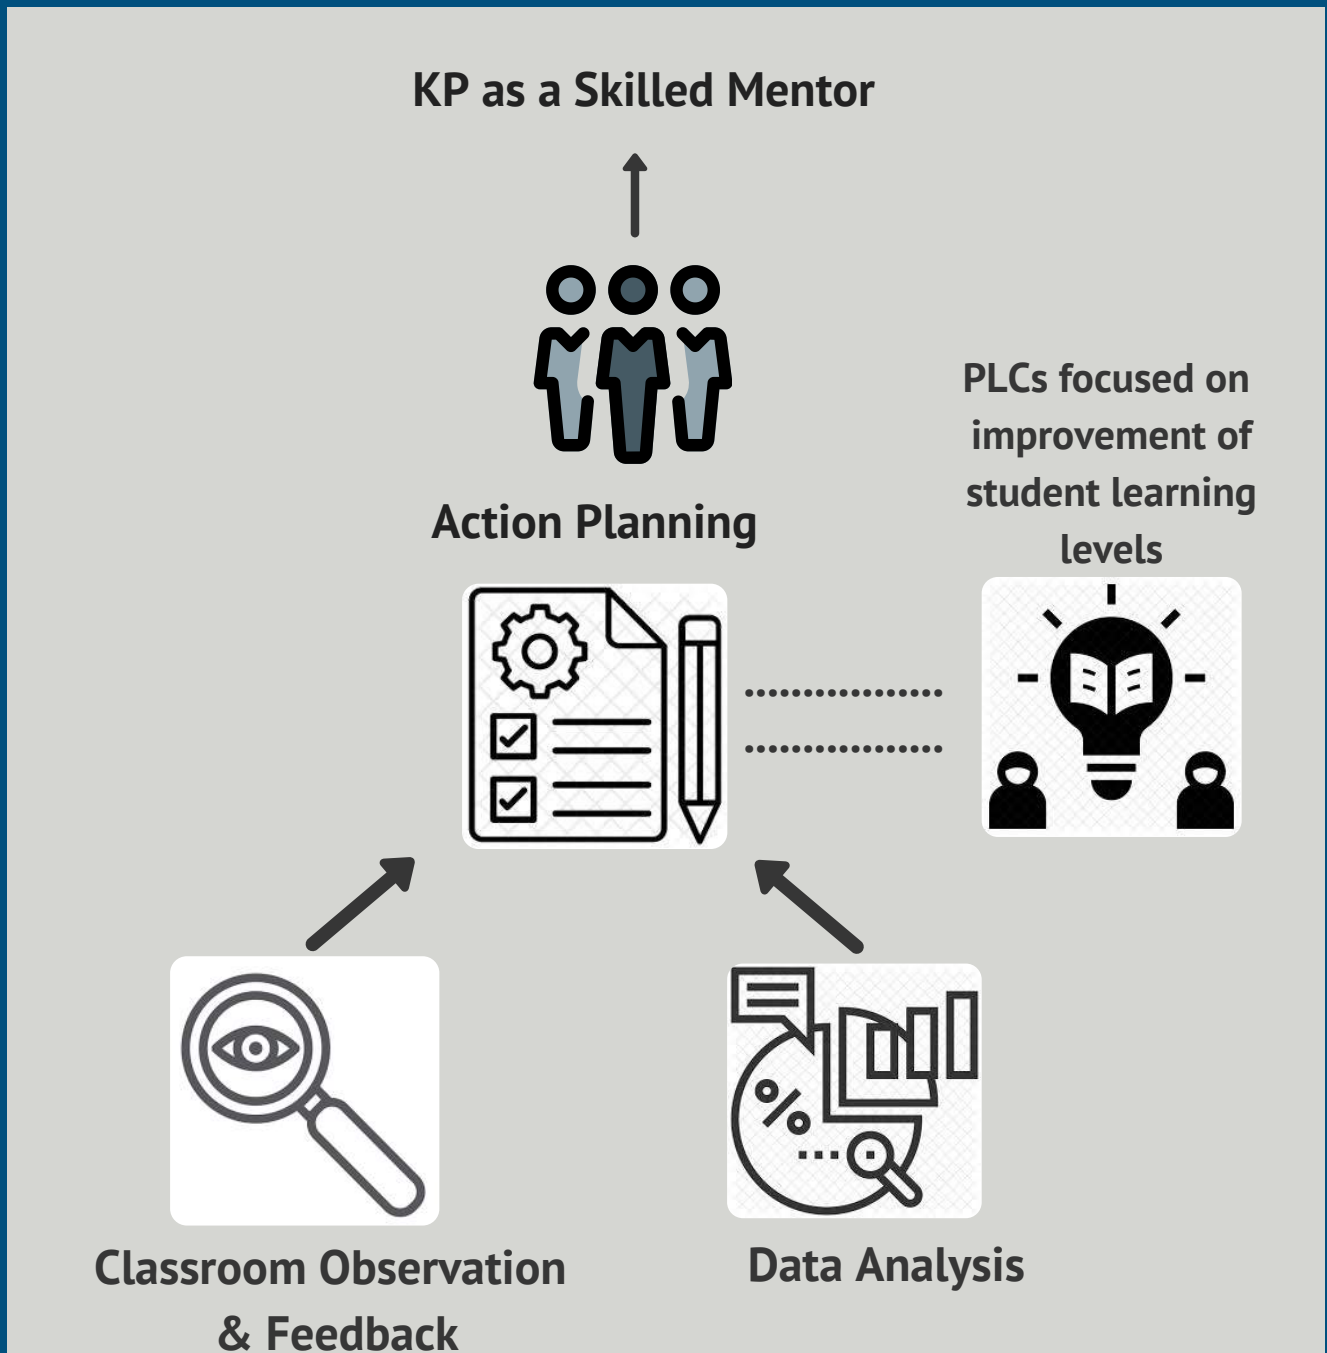 KP as a Skilled Mentor
PLCs focused on
improvement of
student learning
levels
Action Planning
%
Classroom Observation
& Feedback
Data Analysis